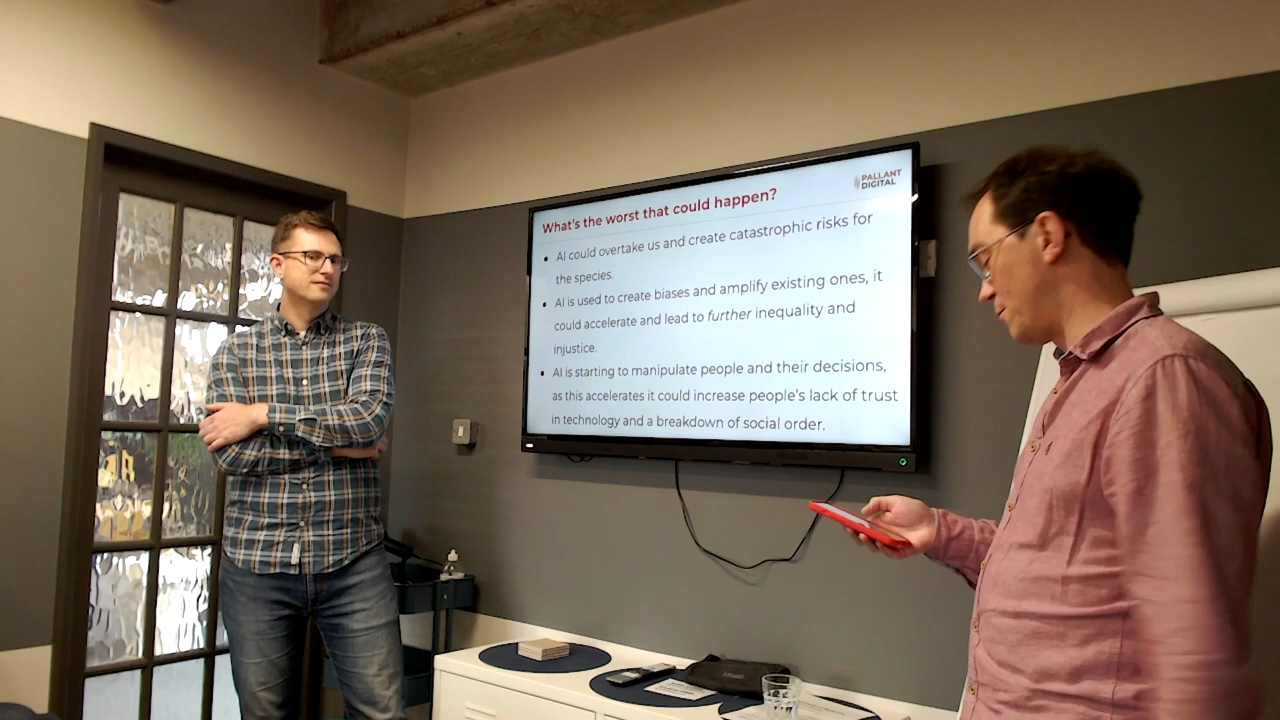 PALLANT
DIGITAL
What's the worst that could happen?
AI could overtake us and create catastrophic risks for
the species.
AI is used to create biases and amplify existing ones, it
could accelerate and lead to further inequality and
injustice.
AI is starting to manipulate people and their decisions,
as this accelerates it could increase people's lack of trust
in technology and a breakdown of social order.